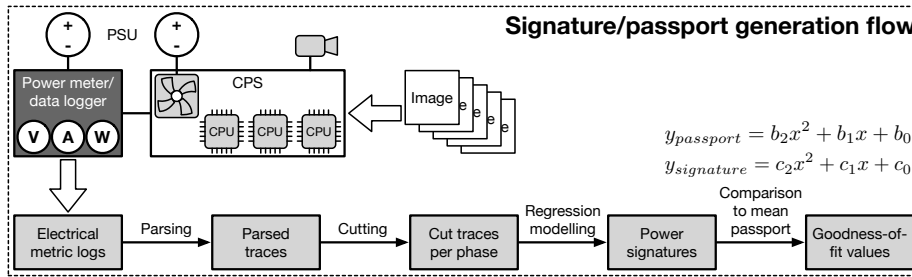 Signature/passport generation flow
+
-
PSU
+
-
Power meter/
data logger
V A W
CPS
CPU CPU CPU
Image
e
e
e
y_passport = b_2x^2 + b_1x + b_0
y_signature = c_2x^2 + c_1x + c_0
Electrical
metric logs
Parsing
Parsed
traces
Cutting
Cut traces
per phase
Regression
modelling
Power
signatures
Comparison
to mean
passport
Goodness-of-
fit values